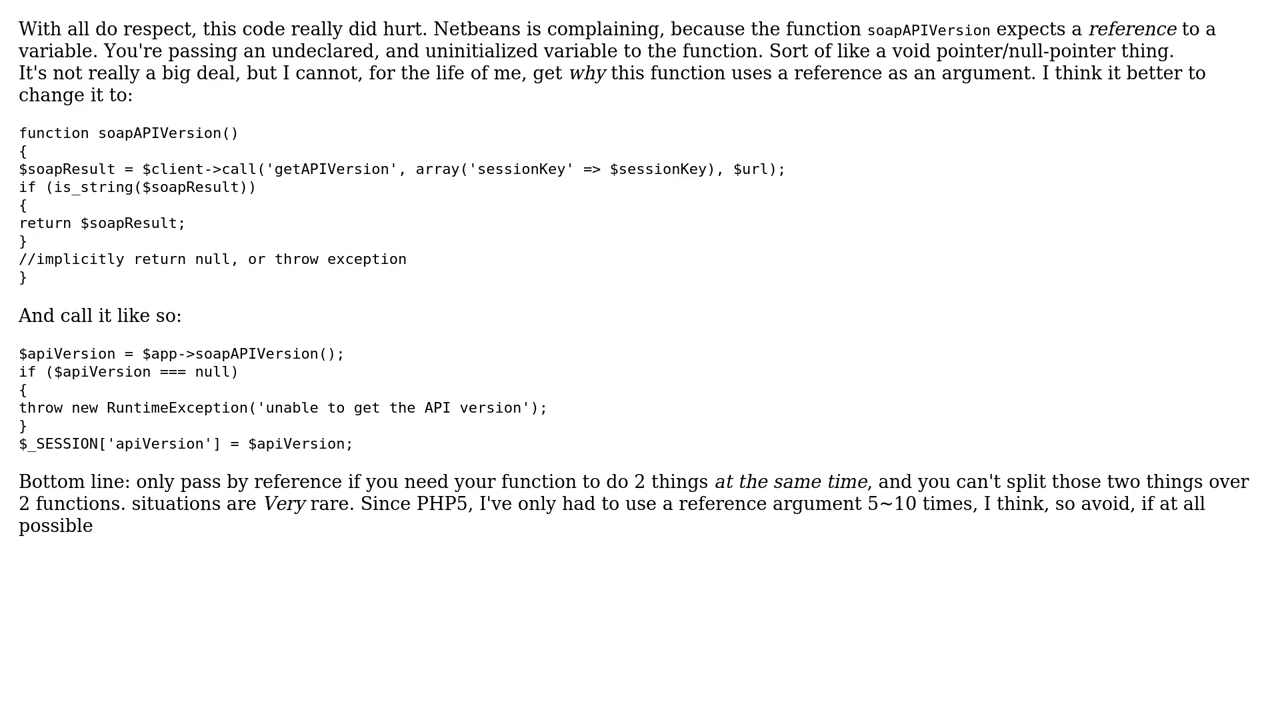 With all do respect, this code really did hurt. Netbeans is complaining, because the function soapAPIVersion expects a reference to a
variable. You're passing an undeclared, and uninitialized variable to the function. Sort of like a void pointer/null-pointer thing.
It's not really a big deal, but I cannot, for the life of me, get why this function uses a reference as an argument. I think it better to
change it to:
function soapAPIVersion()
{
$soapResult = $client->call('getAPIVersion', array('sessionKey' => $sessionKey), $url);
if (is_string($soapResult))
{
return $soapResult;
}
//implicitly return null, or throw exception
}
And call it like so:
$apiVersion = $app->soapAPIVersion();
if ($apiVersion === null)
{
throw new RuntimeException('unable to get the API version');
}
$_SESSION['apiVersion'] = $apiVersion;
Bottom line: only pass by reference if you need your function to do 2 things at the same time, and you can't split those two things over
2 functions. situations are Very rare. Since PHP5, I've only had to use a reference argument 5~10 times, I think, so avoid, if at all
possible